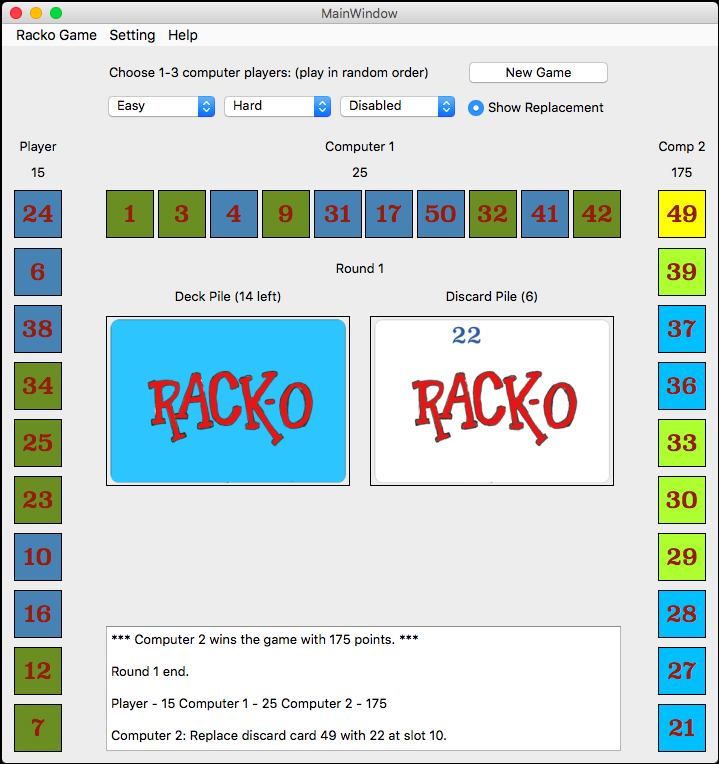 MainWindow
Racko Game Setting Help
Choose 1-3 computer players: (play in random order) New Game
Easy Hard Disabled Show Replacement
Player Computer 1 Comp 2
15 25 175
24 1 3 4 9 31 17 50 32 41 42 49
6 39
Round 1
Deck Pile (14 left) Discard Pile (6)
38 22 37
34 RACK-O RACK-O 36
25 33
23 30
10 29
16 28
12 27
7 21
*** Computer 2 wins the game with 175 points. ***
Round 1 end.
Player - 15 Computer 1 - 25 Computer 2 - 175
Computer 2: Replace discard card 49 with 22 at slot 10.